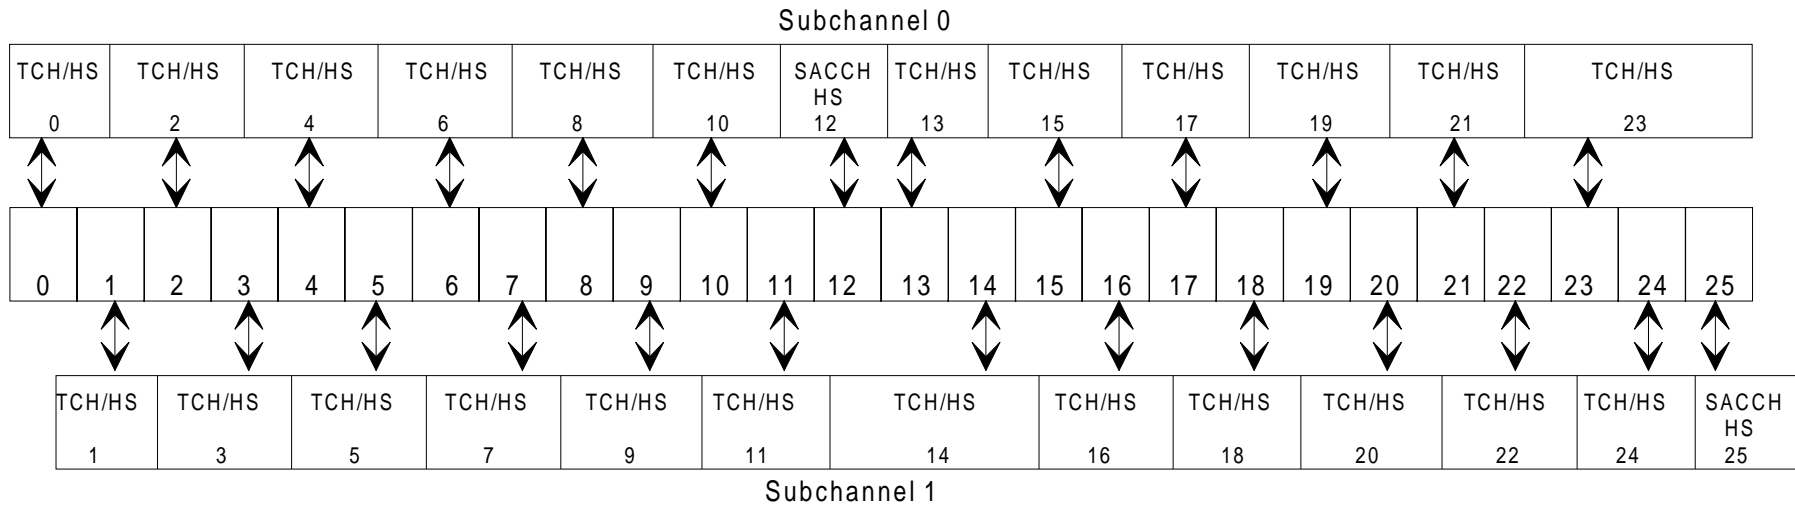 Subchannel 0
TCH/HS TCH/HS TCH/HS TCH/HS TCH/HS TCH/HS SACCH TCH/HS TCH/HS TCH/HS TCH/HS TCH/HS TCH/HS
HS
0 2 4 6 8 10 12 13 15 17 19 21 23
0 1 2 3 4 5 6 7 8 9 10 11 12 13 14 15 16 17 18 19 20 21 22 23 24 25
TCH/HS TCH/HS TCH/HS TCH/HS TCH/HS TCH/HS TCH/HS TCH/HS TCH/HS TCH/HS TCH/HS TCH/HS SACCH
HS
1 3 5 7 9 11 14 16 18 20 22 24 25
Subchannel 1